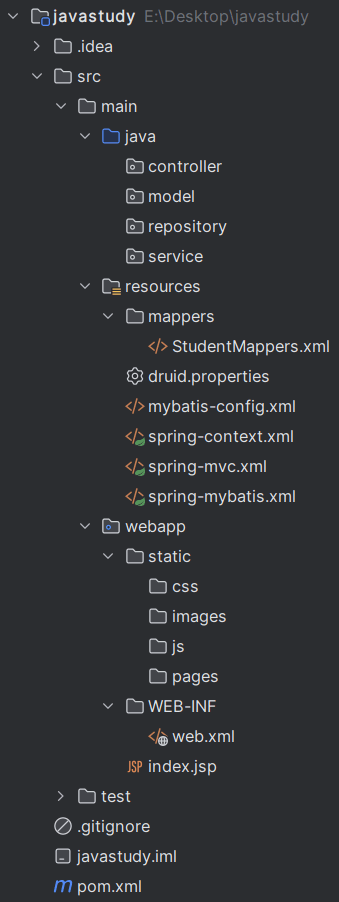 javastudy E:\Desktop\javastudy
.idea
src
main
java
controller
model
repository
service
resources
mappers
StudentMappers.xml
druid.properties
mybatis-config.xml
spring-context.xml
spring-mvc.xml
spring-mybatis.xml
webapp
static
css
images
js
pages
WEB-INF
web.xml
JSP index.jsp
test
.gitignore
javastudy.iml
m pom.xml